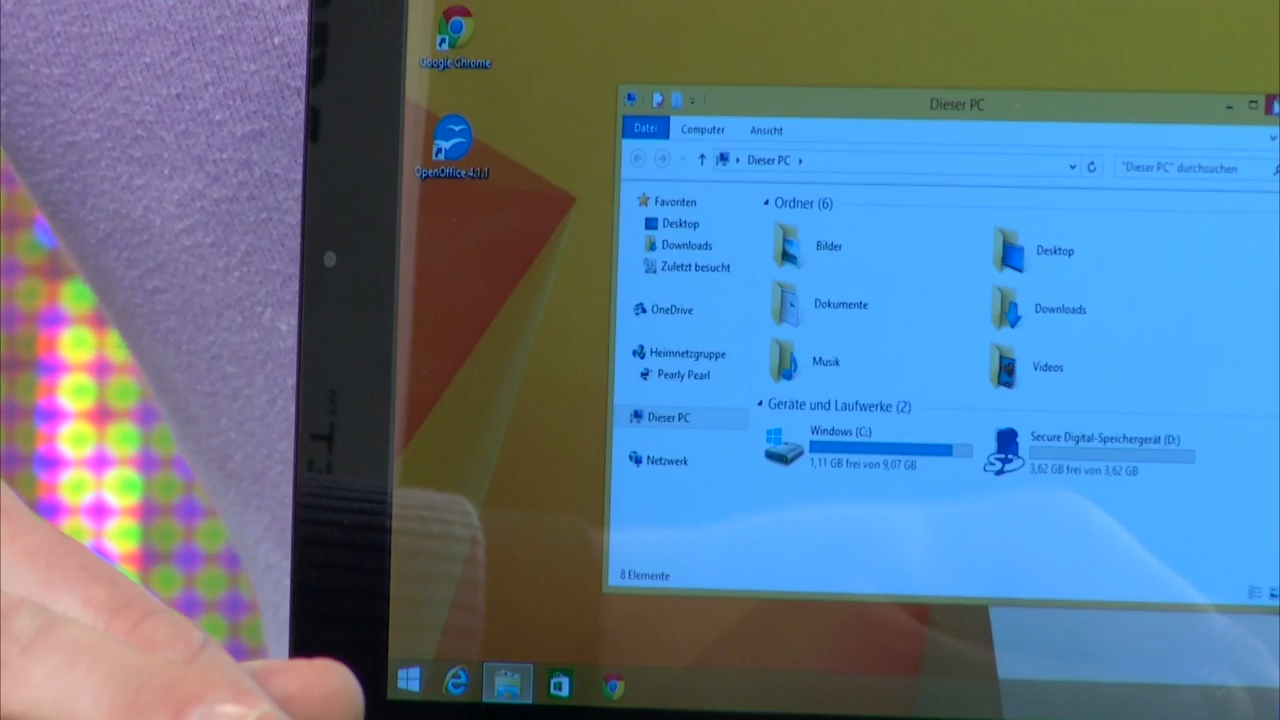 Google Chrome
OpenOffice 4.1.1
Dieser PC
Datei Computer Ansicht
Dieser PC "Dieser PC" durchsuchen
Favoriten
Desktop
Downloads
Zuletzt besucht
OneDrive
Heimnetzgruppe
Pearly Pearl
Dieser PC
Netzwerk
Ordner (6)
Bilder Desktop
Dokumente Downloads
Musik Videos
Geräte und Laufwerke (2)
Windows (C:)
1,11 GB frei von 9,07 GB
Secure Digital-Speichergerät (D:)
3,62 GB frei von 3,62 GB
8 Elemente